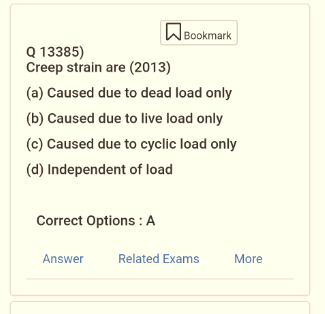 Bookmark
Q 13385)
Creep strain are (2013)
(a) Caused due to dead load only
(b) Caused due to live load only
(c) Caused due to cyclic load only
(d) Independent of load
Correct Options : A
Answer Related Exams More